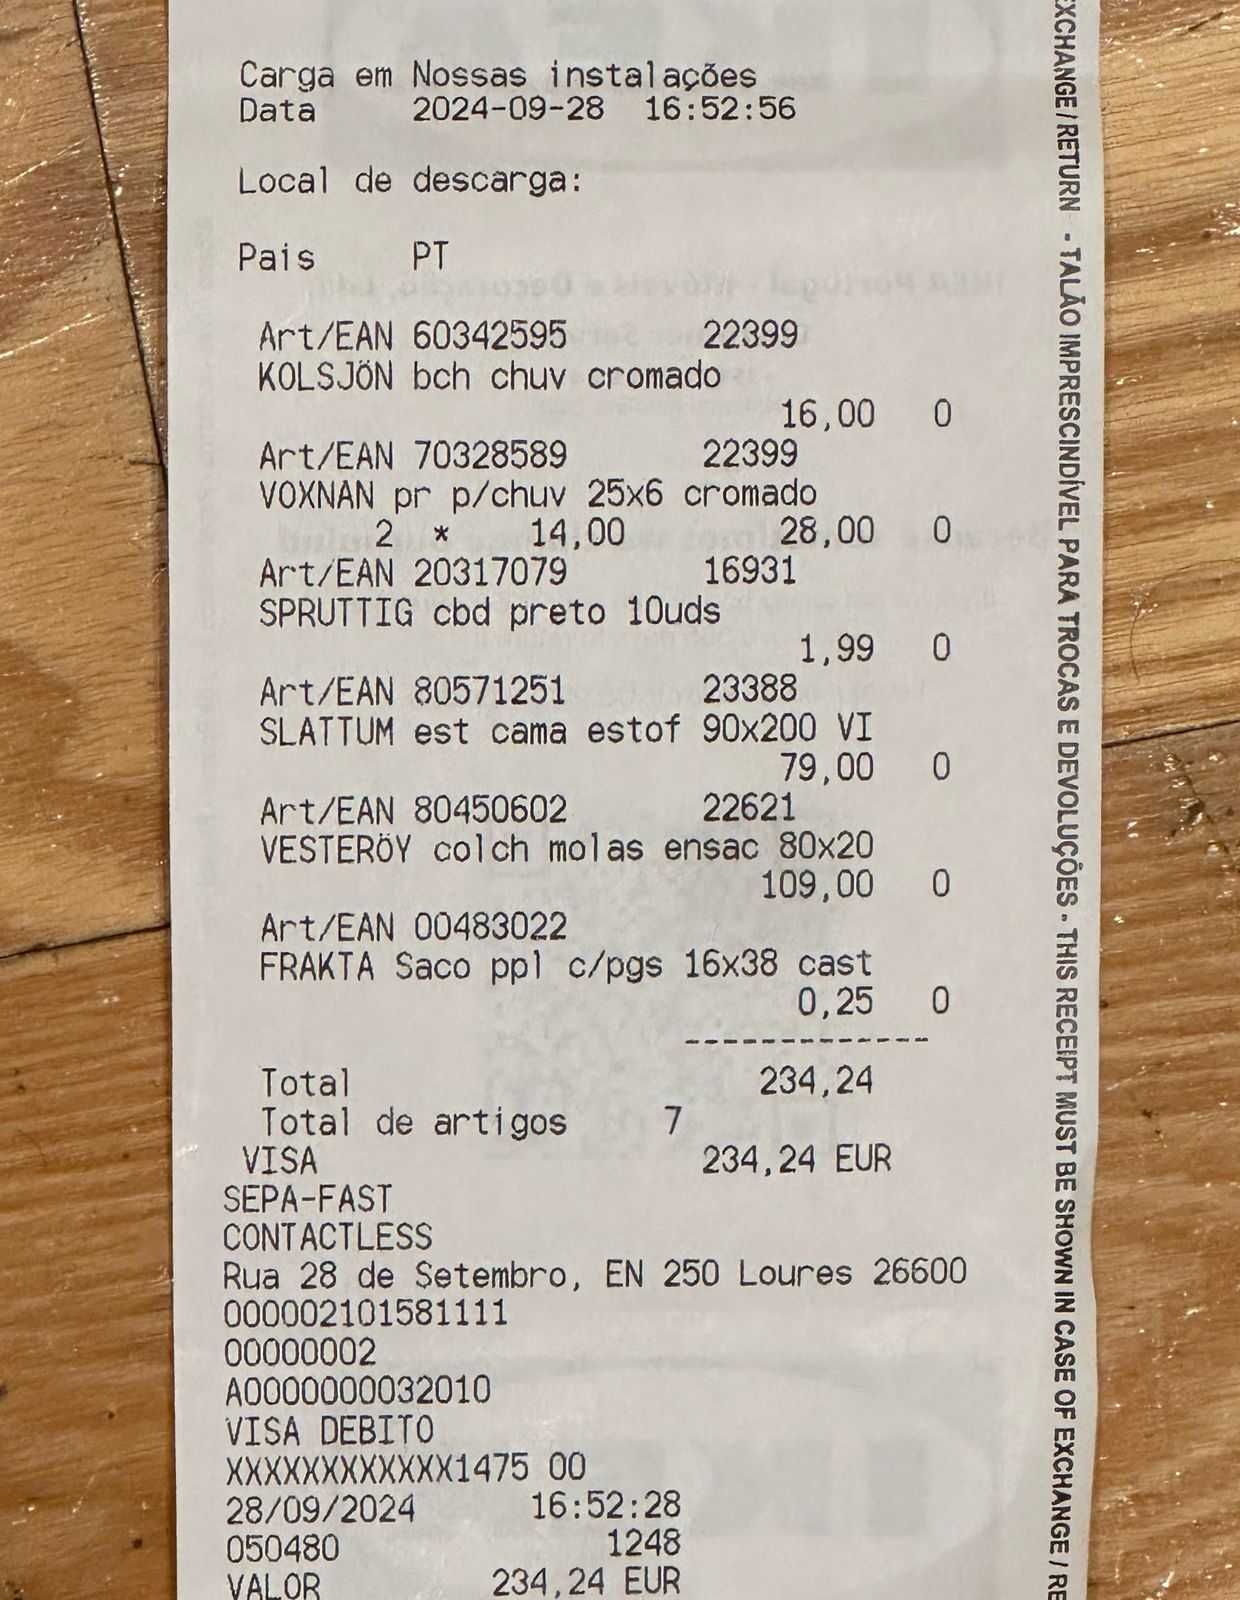 Carga em Nossas instalações
Data 2024-09-28 16:52:56
Local de descarga:
Pais PT
Art/EAN 60342595 22399
KOLSJÖN bch chuv cromado
16,00 0
Art/EAN 70328589 22399
VOXNAN pr p/chuv 25x6 cromado
2 * 14,00 28,00 0
Art/EAN 20317079 16931
SPRUTTIG cbd preto 10uds
1,99 0
Art/EAN 80571251 23388
SLATTUM est cama estof 90x200 VI
79,00 0
Art/EAN 80450602 22621
VESTERÖY colch molas ensac 80x20
109,00 0
Art/EAN 00483022
FRAKTA Saco ppl c/pgs 16x38 cast
0,25 0
-------------
Total 234,24
Total de artigos 7
VISA 234,24 EUR
SEPA-FAST
CONTACTLESS
Rua 28 de Setembro, EN 250 Loures 26600
000002101581111
00000002
A0000000032010
VISA DEBITO
XXXXXXXXXXXX1475 00
28/09/2024 16:52:28
050480 1248
VALOR 234,24 EUR
EXCHANGE / RETURN - TALÃO IMPRESCINDÍVEL PARA TROCAS E DEVOLUÇÕES - THIS RECEIPT MUST BE SHOWN IN CASE OF EXCHANGE / RE